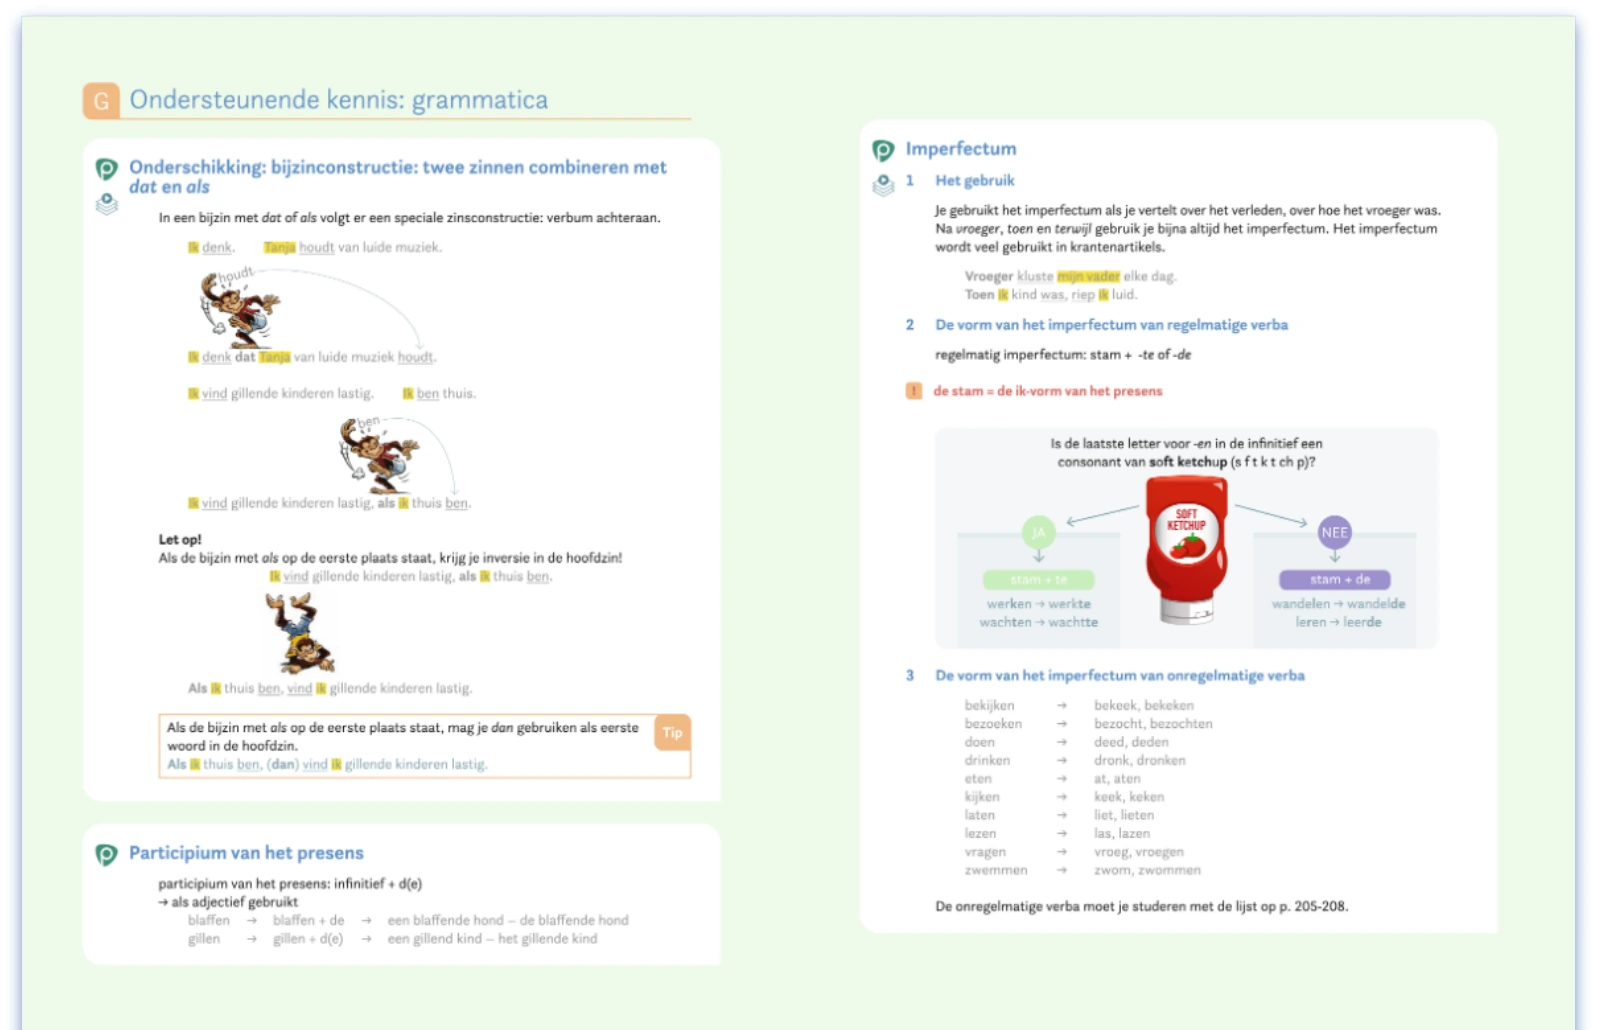 G Ondersteunende kennis: grammatica
Onderschikking: bijzinconstructie: twee zinnen combineren met
dat en als
In een bijzin met dat of als volgt er een speciale zinsconstructie: verbum achteraan.
Ik denk. Tanja houdt van luide muziek.
houdt
Ik denk dat Tanja van luide muziek houdt.
Ik vind gillende kinderen lastig. Ik ben thuis.
ben
Ik vind gillende kinderen lastig, als ik thuis ben.
Let op!
Als de bijzin met als op de eerste plaats staat, krijg je inversie in de hoofdzin!
Ik vind gillende kinderen lastig, als ik thuis ben.
Als ik thuis ben, vind ik gillende kinderen lastig.
Als de bijzin met als op de eerste plaats staat, mag je dan gebruiken als eerste
woord in de hoofdzin.
Tip
Als ik thuis ben, (dan) vind ik gillende kinderen lastig.
Participium van het presens
participium van het presens: infinitief + d(e)
→ als adjectief gebruikt
blaffen → blaffen + de → een blaffende hond – de blaffende hond
gillen → gillen + d(e) → een gillend kind – het gillende kind
Imperfectum
1 Het gebruik
Je gebruikt het imperfectum als je vertelt over het verleden, over hoe het vroeger was.
Na vroeger, toen en terwijl gebruik je bijna altijd het imperfectum. Het imperfectum
wordt veel gebruikt in krantenartikels.
Vroeger kluste mijn vader elke dag.
Toen ik kind was, riep ik luid.
2 De vorm van het imperfectum van regelmatige verba
regelmatig imperfectum: stam + -te of -de
! de stam = de ik-vorm van het presens
Is de laatste letter voor -en in de infinitief een
consonant van soft ketchup (s f t k t ch p)?
SOFT
KETCHUP
JA
stam + te
werken → werkte
wachten → wachtte
NEE
stam + de
wandelen → wandelde
leren → leerde
3 De vorm van het imperfectum van onregelmatige verba
bekijken → bekeek, bekeken
bezoeken → bezocht, bezochten
doen → deed, deden
drinken → dronk, dronken
eten → at, aten
kijken → keek, keken
laten → liet, lieten
lezen → las, lazen
vragen → vroeg, vroegen
zwemmen → zwom, zwommen
De onregelmatige verba moet je studeren met de lijst op p. 205-208.